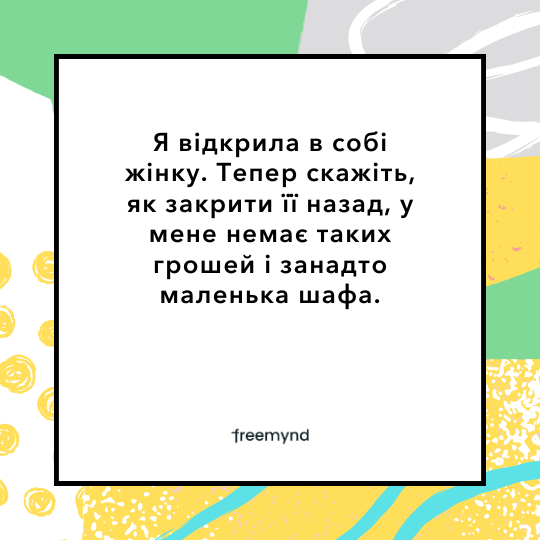 Я відкрила в собі
жінку. Тепер скажіть,
як закрити її назад, у
мене немає таких
грошей і занадто
маленька шафа.
freemynd